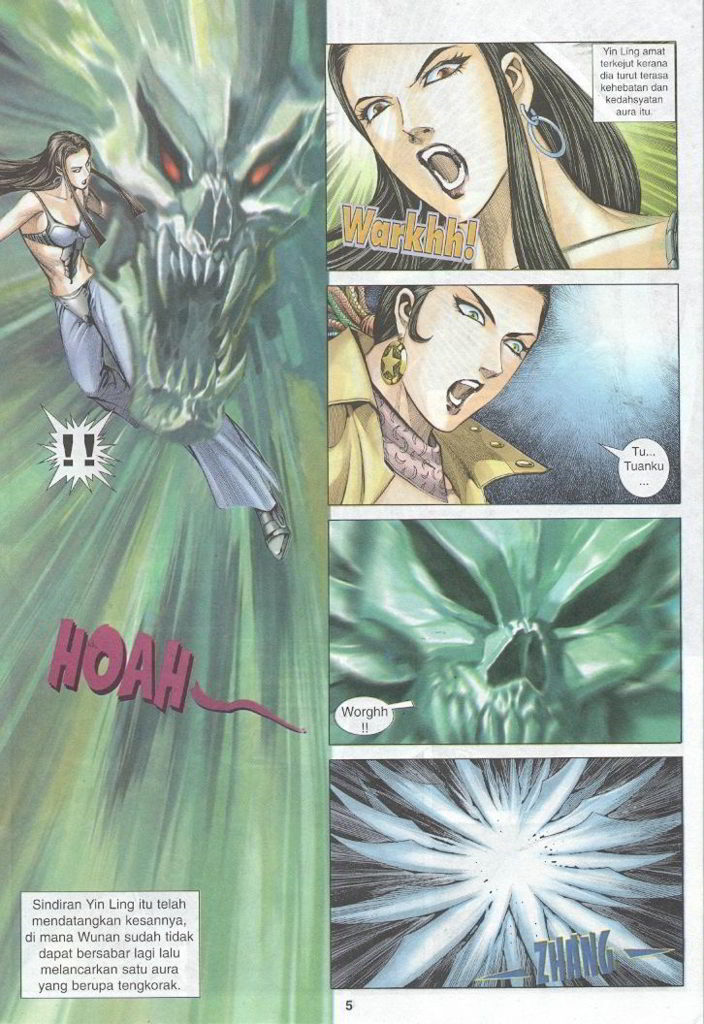 !!
HOAH
Sindiran Yin Ling itu telah
mendatangkan kesannya,
di mana Wunan sudah tidak
dapat bersabar lagi lalu
melancarkan satu aura
yang berupa tengkorak.
Yin Ling amat
terkejut kerana
dia turut terasa
kehebatan dan
kedahsyatan
aura itu.
Warkhh!
Tu...
Tuanku
...
Worghh
!!
ZHANG
5